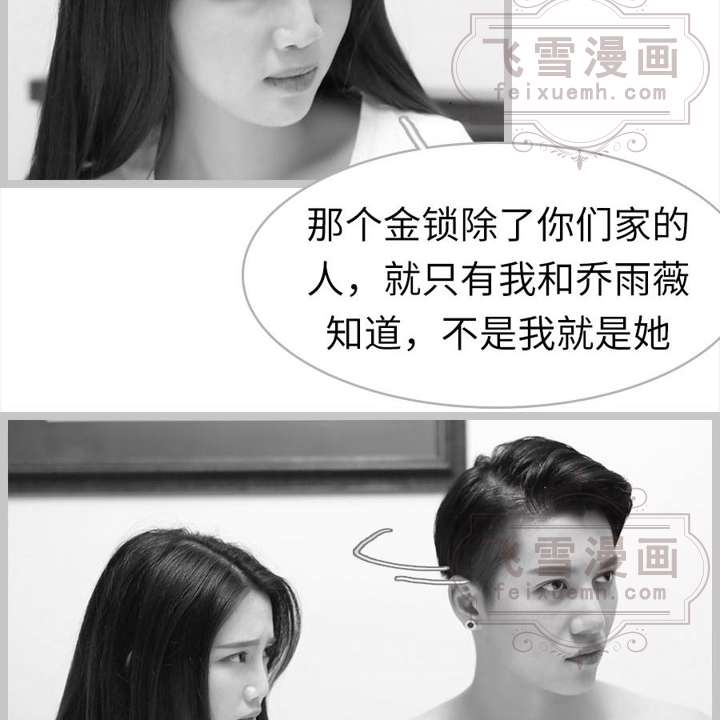 飞雪漫画
feixuemh.com
那个金锁除了你们家的
人，就只有我和乔雨薇
知道，不是我就是她
飞雪漫画
feixuemh.com